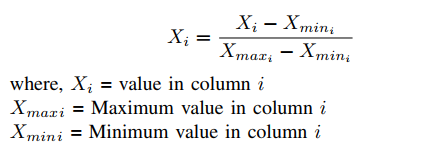 X_i = \frac{X_i - X_{min_i}}{X_{max_i} - X_{min_i}}
where, X_i = value in column i
X_{maxi} = Maximum value in column i
X_{mini} = Minimum value in column i